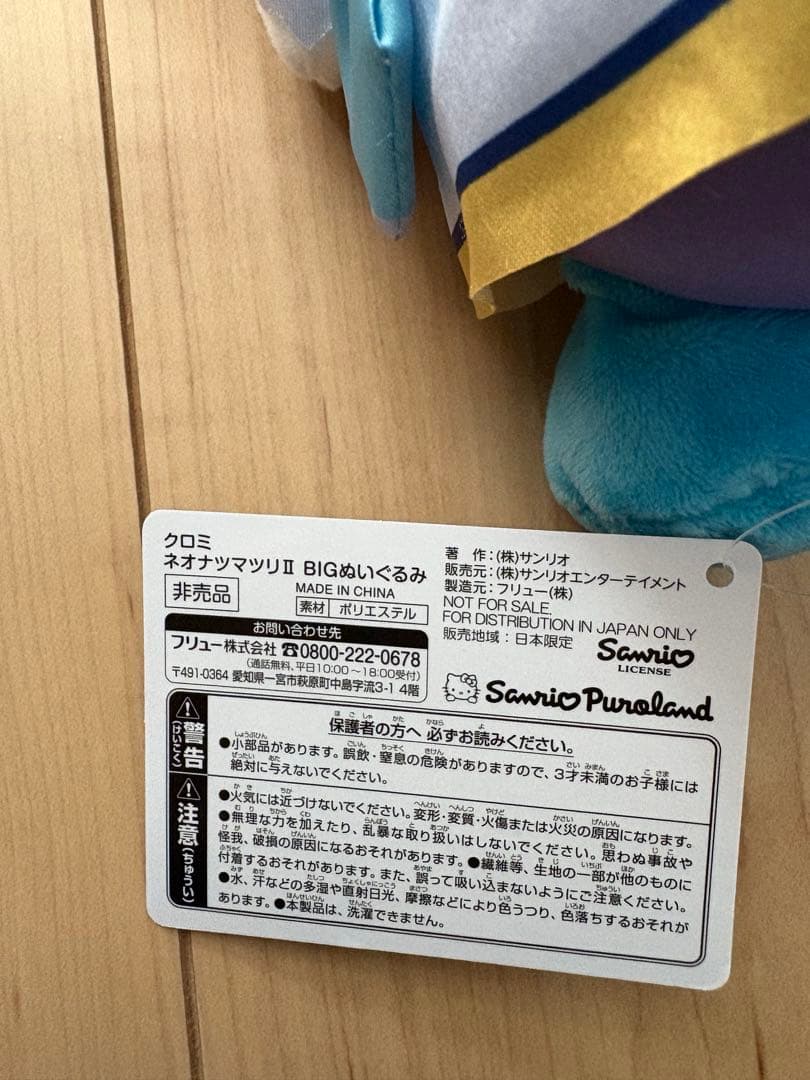 クロミ
ネオナツマツリⅡ BIGぬいぐるみ
非売品
MADE IN CHINA
素材 ポリエステル
お問い合わせ先
フリュー株式会社 ☎0800-222-0678
(通話無料、平日10:00～18:00受付)
〒491-0364 愛知県一宮市萩原町中島字流3-1 4階
著　作：(株)サンリオ
販売元：(株)サンリオエンターテイメント
製造元：フリュー(株)
NOT FOR SALE.
FOR DISTRIBUTION IN JAPAN ONLY
販売地域：日本限定
Sanrio
LICENSE
Sanrio Puroland
警告(けいこく)
保護者の方へ 必ずお読みください。
●小部品があります。誤飲・窒息の危険がありますので、3才未満のお子様には
絶対に与えないでください。
注意(ちゅうい)
●火気には近づけないでください。変形・変質・火傷または火災の原因になります。
●無理な力を加えたり、乱暴な取り扱いはしないでください。思わぬ事故や
怪我、破損の原因になるおそれがあります。●繊維等、生地の一部が他のものに
付着するおそれがあります。また、誤って吸い込まないようにご注意ください。
●水、汗などの多湿や直射日光、摩擦などにより色うつり、色落ちするおそれが
あります。●本製品は、洗濯できません。